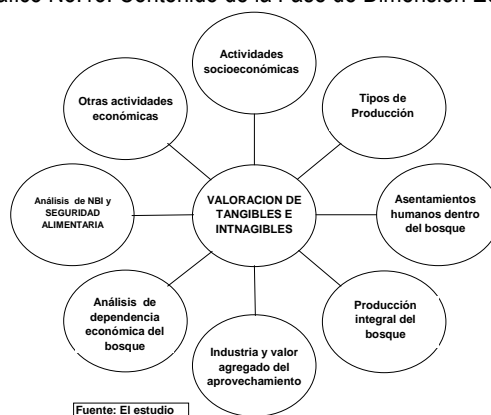 Actividades
socioeconómicas
Otras actividades
económicas
Tipos de
Producción
Análisis de NBI y
SEGURIDAD
ALIMENTARIA
VALORACION DE
TANGIBLES E
INTNAGIBLES
Asentamientos
humanos dentro
del bosque
Análisis de
dependencia
económica del
bosque
Producción
integral del
bosque
Industria y valor
agregado del
aprovechamiento
Fuente: El estudio